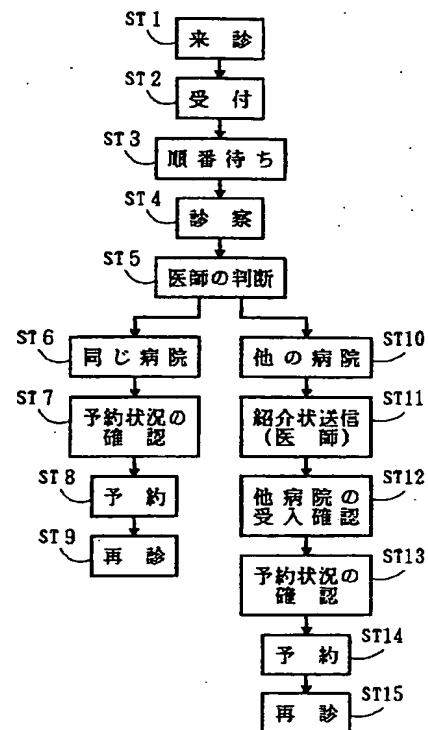 ST1
来診
ST2
受付
ST3
順番待ち
ST4
診察
ST5
医師の判断
ST6
同じ病院
ST7
予約状況の
確認
ST8
予約
ST9
再診
ST10
他の病院
ST11
紹介状送信
(医師)
ST12
他病院の
受入確認
ST13
予約状況の
確認
ST14
予約
ST15
再診